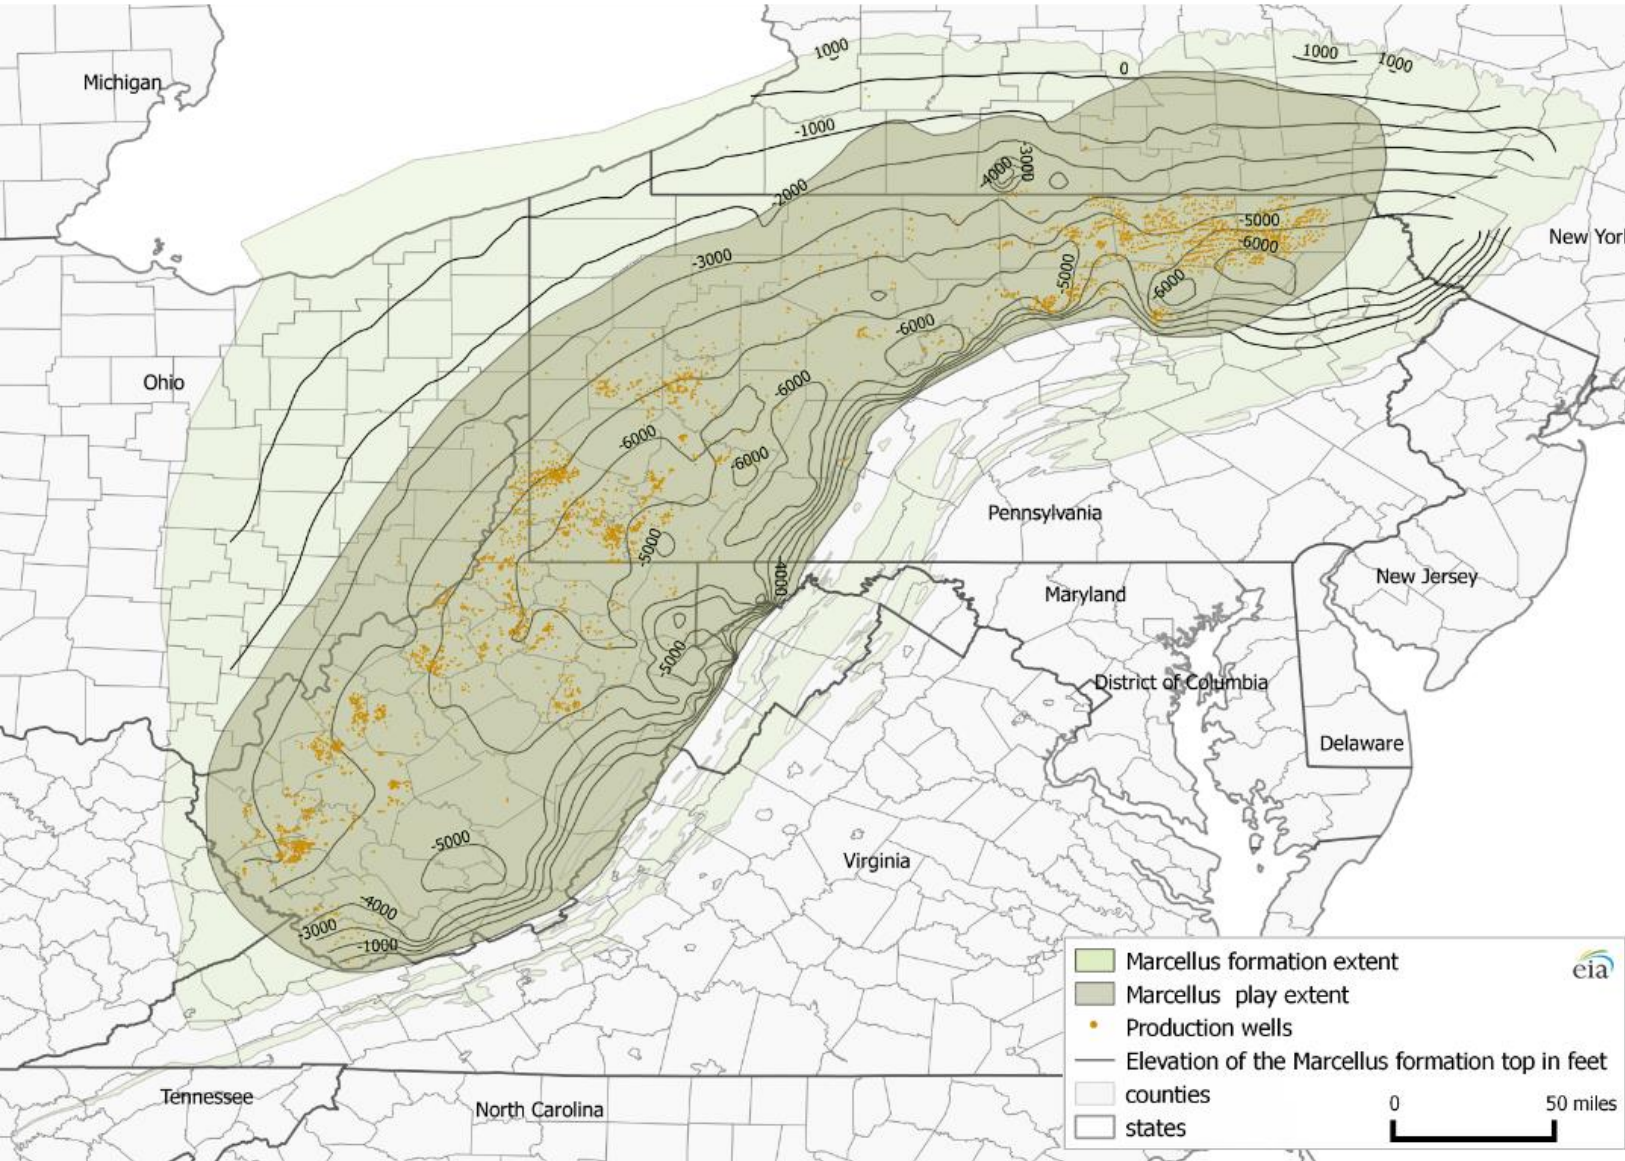 1000
1000
1000
0
Michigan
-1000
-3000
-4000
-2000
-5000
New Yor
-6000
-3000
-5000
-6000
-6000
Ohio
-6000
-6000
-6000
Pennsylvania
-5000
-4000
New Jersey
Maryland
-5000
District of Columbia
Delaware
-5000
Virginia
-4000
-3000
-1000
Marcellus formation extent
eia
Marcellus play extent
Production wells
Elevation of the Marcellus formation top in feet
counties
states
0 50 miles
Tennessee
North Carolina